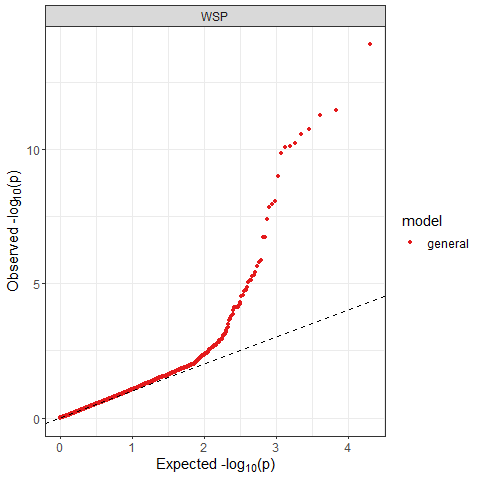 WSP
Observed -log10(p)
10
5
0
0 1 2 3 4
Expected -log10(p)
model
general